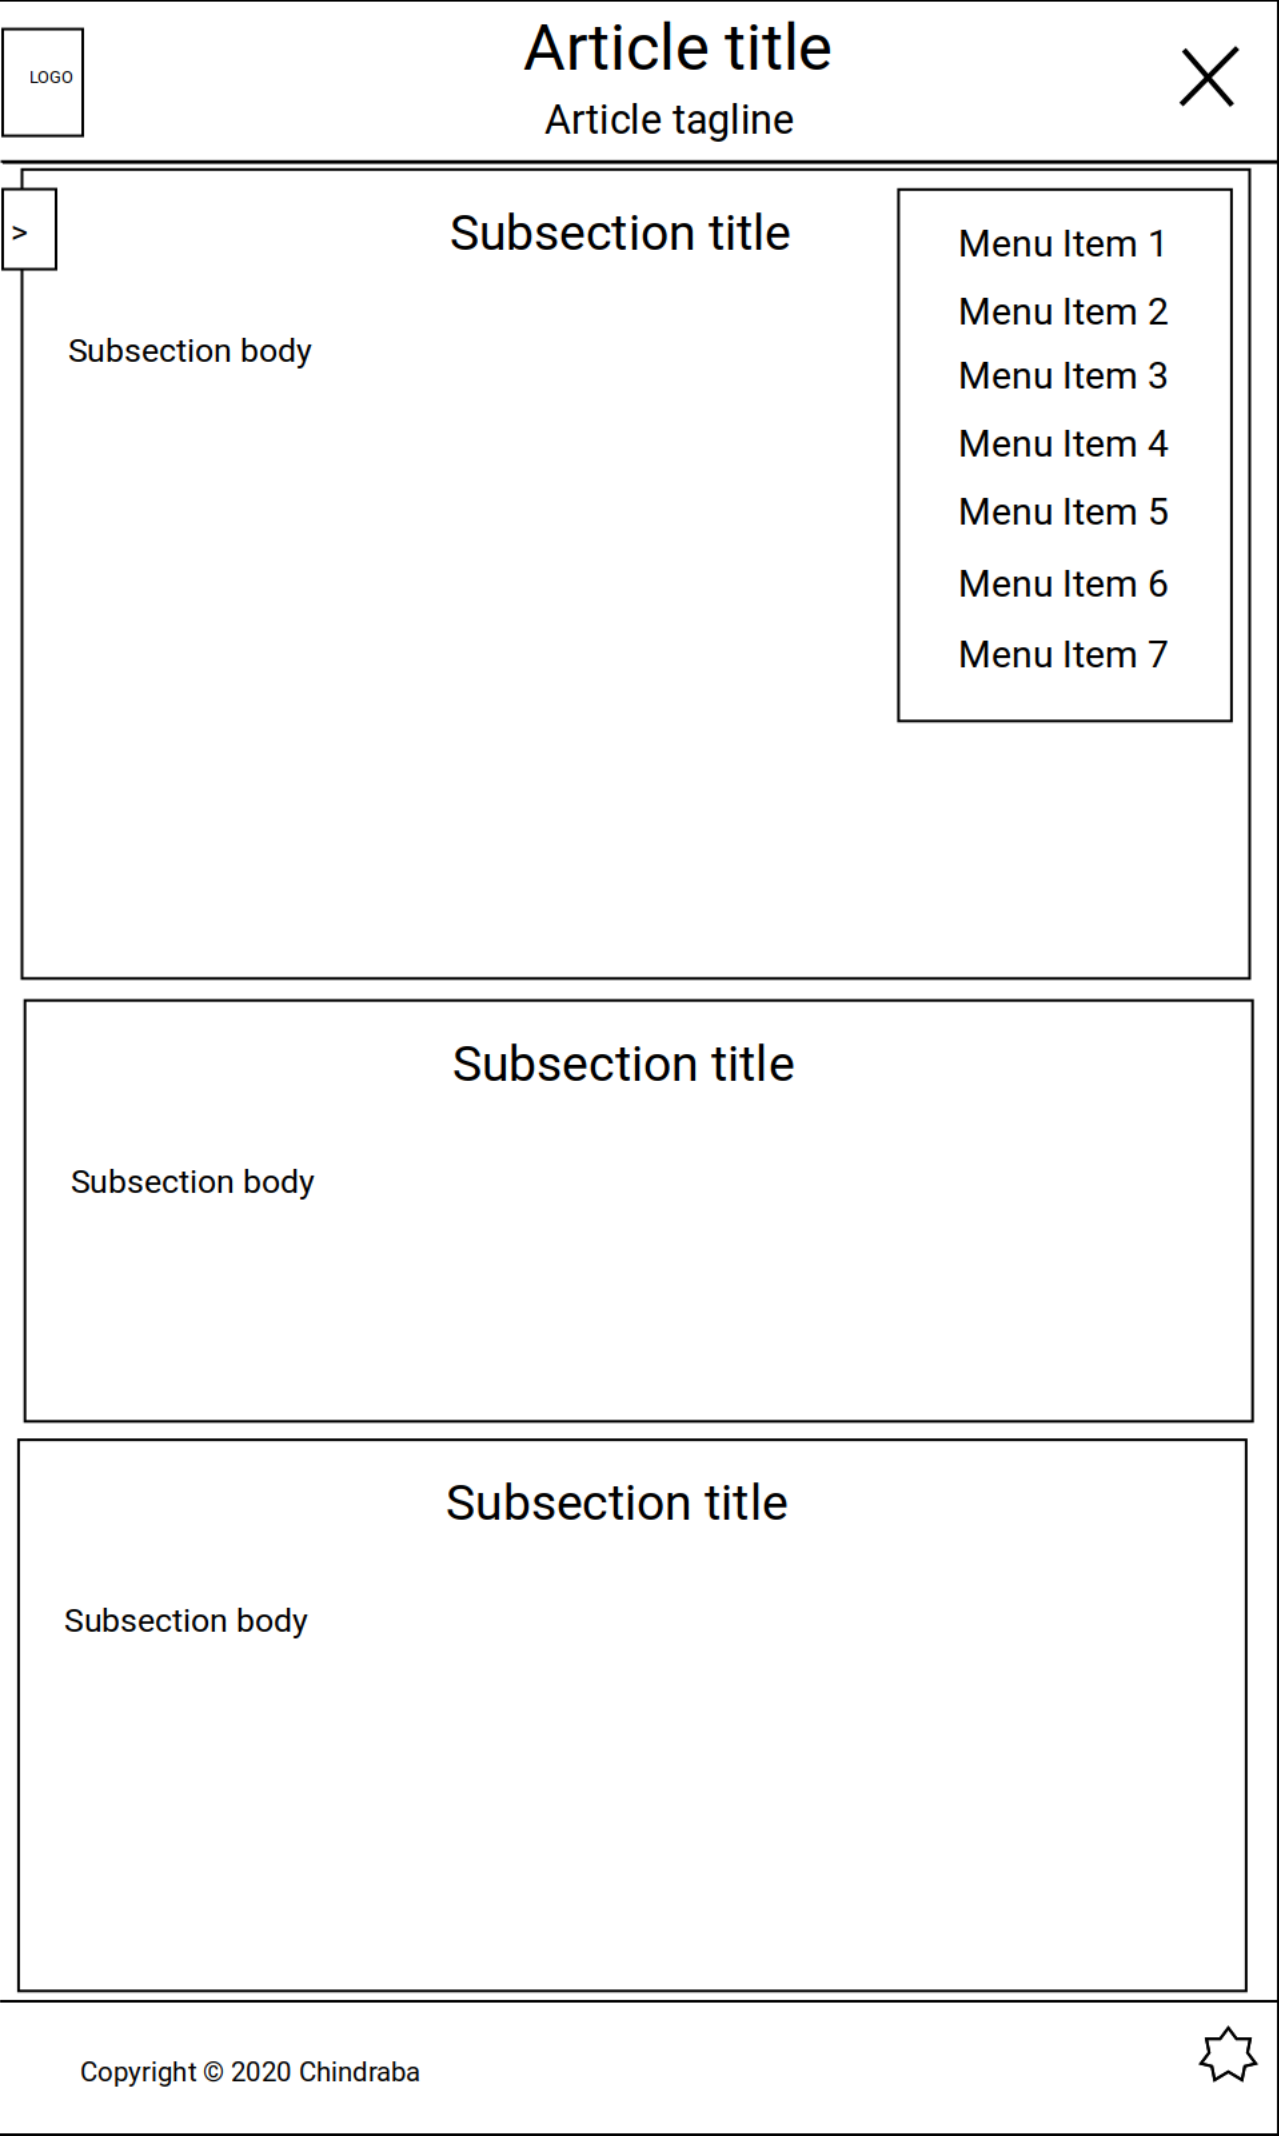 LOGO
Article title
Article tagline
>
Subsection title
Subsection body
Menu Item 1
Menu Item 2
Menu Item 3
Menu Item 4
Menu Item 5
Menu Item 6
Menu Item 7
Subsection title
Subsection body
Subsection title
Subsection body
Copyright © 2020 Chindraba